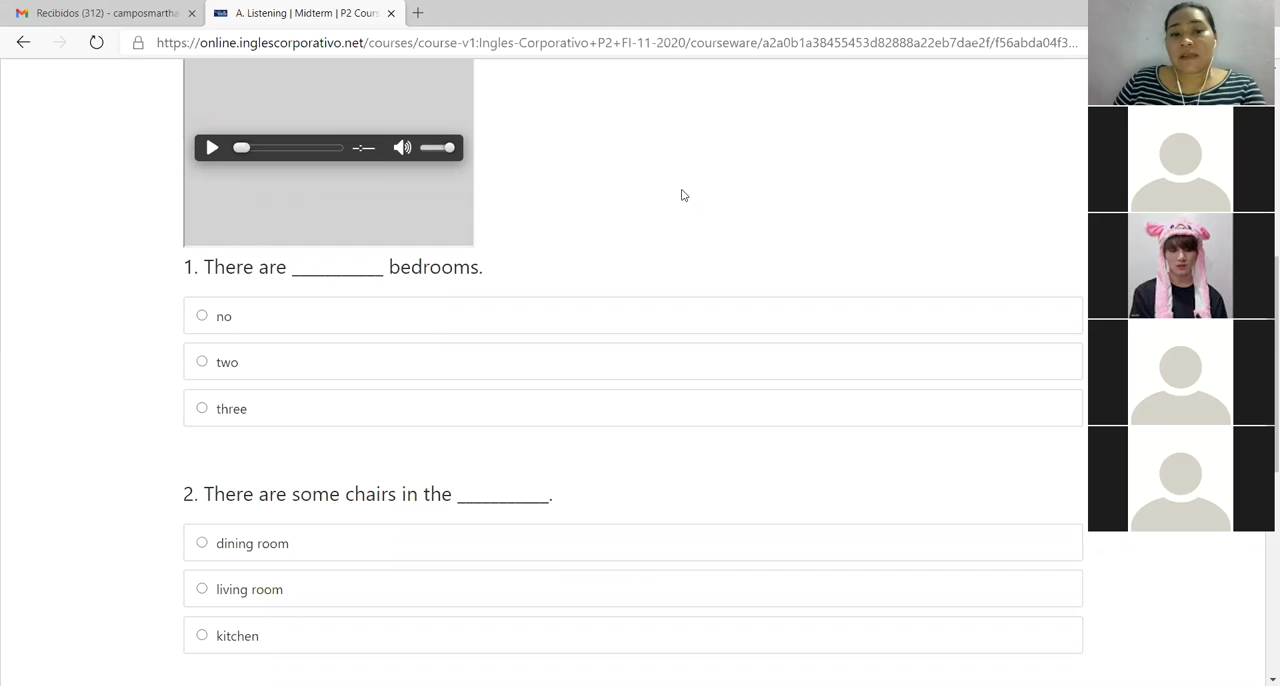 Recibidos (312) - camposmartha
A. Listening | Midterm | P2 Cours
https://online.inglescorporativo.net/courses/course-v1:Ingles-Corporativo+P2+FI-11-2020/courseware/a2a0b1a38455453d82888a22eb7dae2f/f56abda04f3...
-:--
1. There are __________ bedrooms.
no
two
three
2. There are some chairs in the __________.
dining room
living room
kitchen